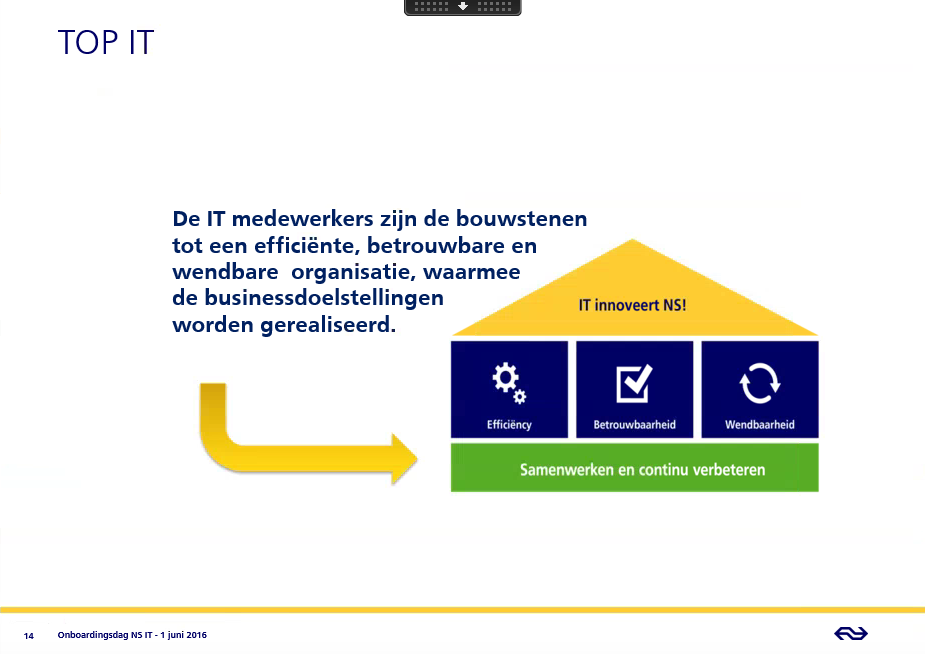 TOP IT
De IT medewerkers zijn de bouwstenen
tot een efficiënte, betrouwbare en
wendbare organisatie, waarmee
de businessdoelstellingen
worden gerealiseerd.
IT innoveert NS!
Efficiëncy
Betrouwbaarheid
Wendbaarheid
Samenwerken en continu verbeteren
14
Onboardingsdag NS IT - 1 juni 2016